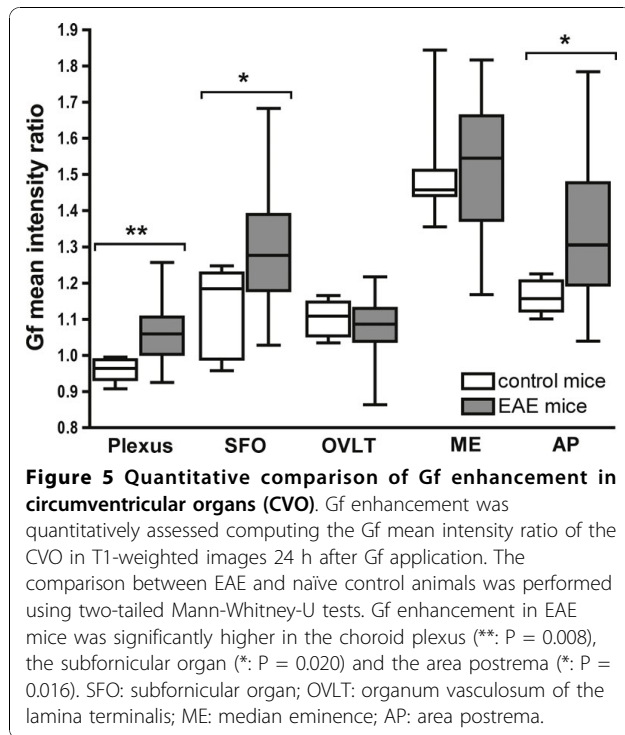 1.9
1.8
1.7
1.6
1.5
1.4
1.3
1.2
1.1
1.0
0.9
0.8
Gf mean intensity ratio
**
*
*
control mice
EAE mice
Plexus SFO OVLT ME AP
Figure 5 Quantitative comparison of Gf enhancement in
circumventricular organs (CVO). Gf enhancement was
quantitatively assessed computing the Gf mean intensity ratio of the
CVO in T1-weighted images 24 h after Gf application. The
comparison between EAE and naïve control animals was performed
using two-tailed Mann-Whitney-U tests. Gf enhancement in EAE
mice was significantly higher in the choroid plexus (**: P = 0.008),
the subfornicular organ (*: P = 0.020) and the area postrema (*: P =
0.016). SFO: subfornicular organ; OVLT: organum vasculosum of the
lamina terminalis; ME: median eminence; AP: area postrema.